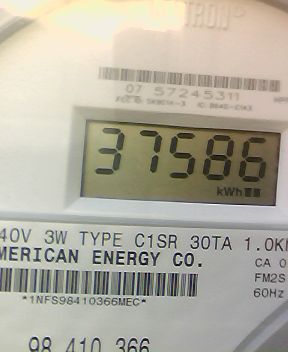 TRON®
07 57245311
37586
kWh
40V 3W TYPE C1SR 30TA 1.0K
MERICAN ENERGY CO.
CA 0
FM2S
*1NFS98410366MEC*
60Hz
98 410 366